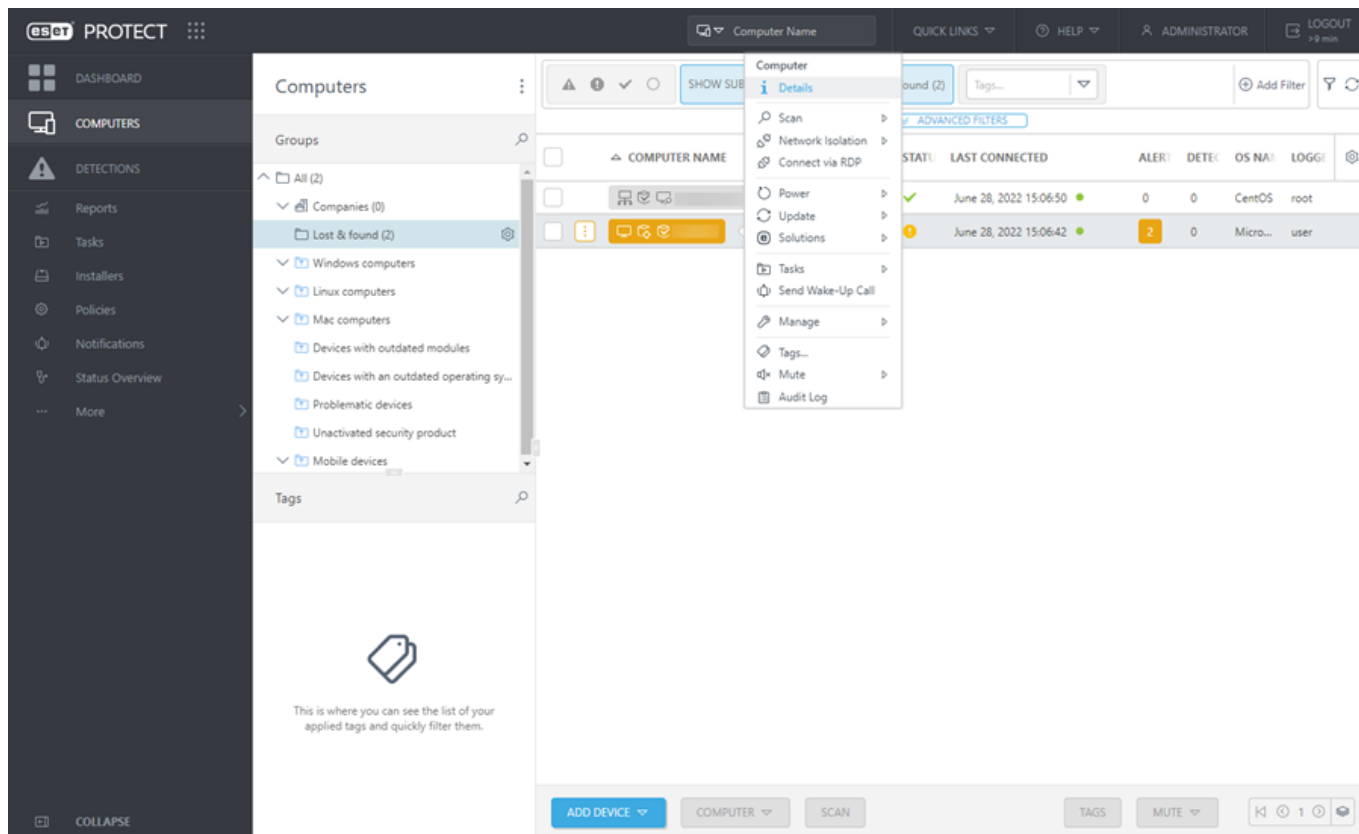 eset PROTECT
Computer Name
QUICK LINKS
HELP
ADMINISTRATOR
LOGOUT
>9 min
DASHBOARD
COMPUTERS
DETECTIONS
Reports
Tasks
Installers
Policies
Notifications
Status Overview
More
COLLAPSE
Computers
Groups
All (2)
Companies (0)
Lost & found (2)
Windows computers
Linux computers
Mac computers
Devices with outdated modules
Devices with an outdated operating sy...
Problematic devices
Unactivated security product
Mobile devices
Tags
This is where you can see the list of your
applied tags and quickly filter them.
SHOW SUB
ound (2)
Tags...
Add Filter
ADVANCED FILTERS
COMPUTER NAME
STATU
LAST CONNECTED
ALERT
DETEC
OS NA
LOGGE
June 28, 2022 15:06:50
0
0
CentOS
root
June 28, 2022 15:06:42
2
0
Micro...
user
Computer
Details
Scan
Network Isolation
Connect via RDP
Power
Update
Solutions
Tasks
Send Wake-Up Call
Manage
Tags...
Mute
Audit Log
ADD DEVICE
COMPUTER
SCAN
TAGS
MUTE
1